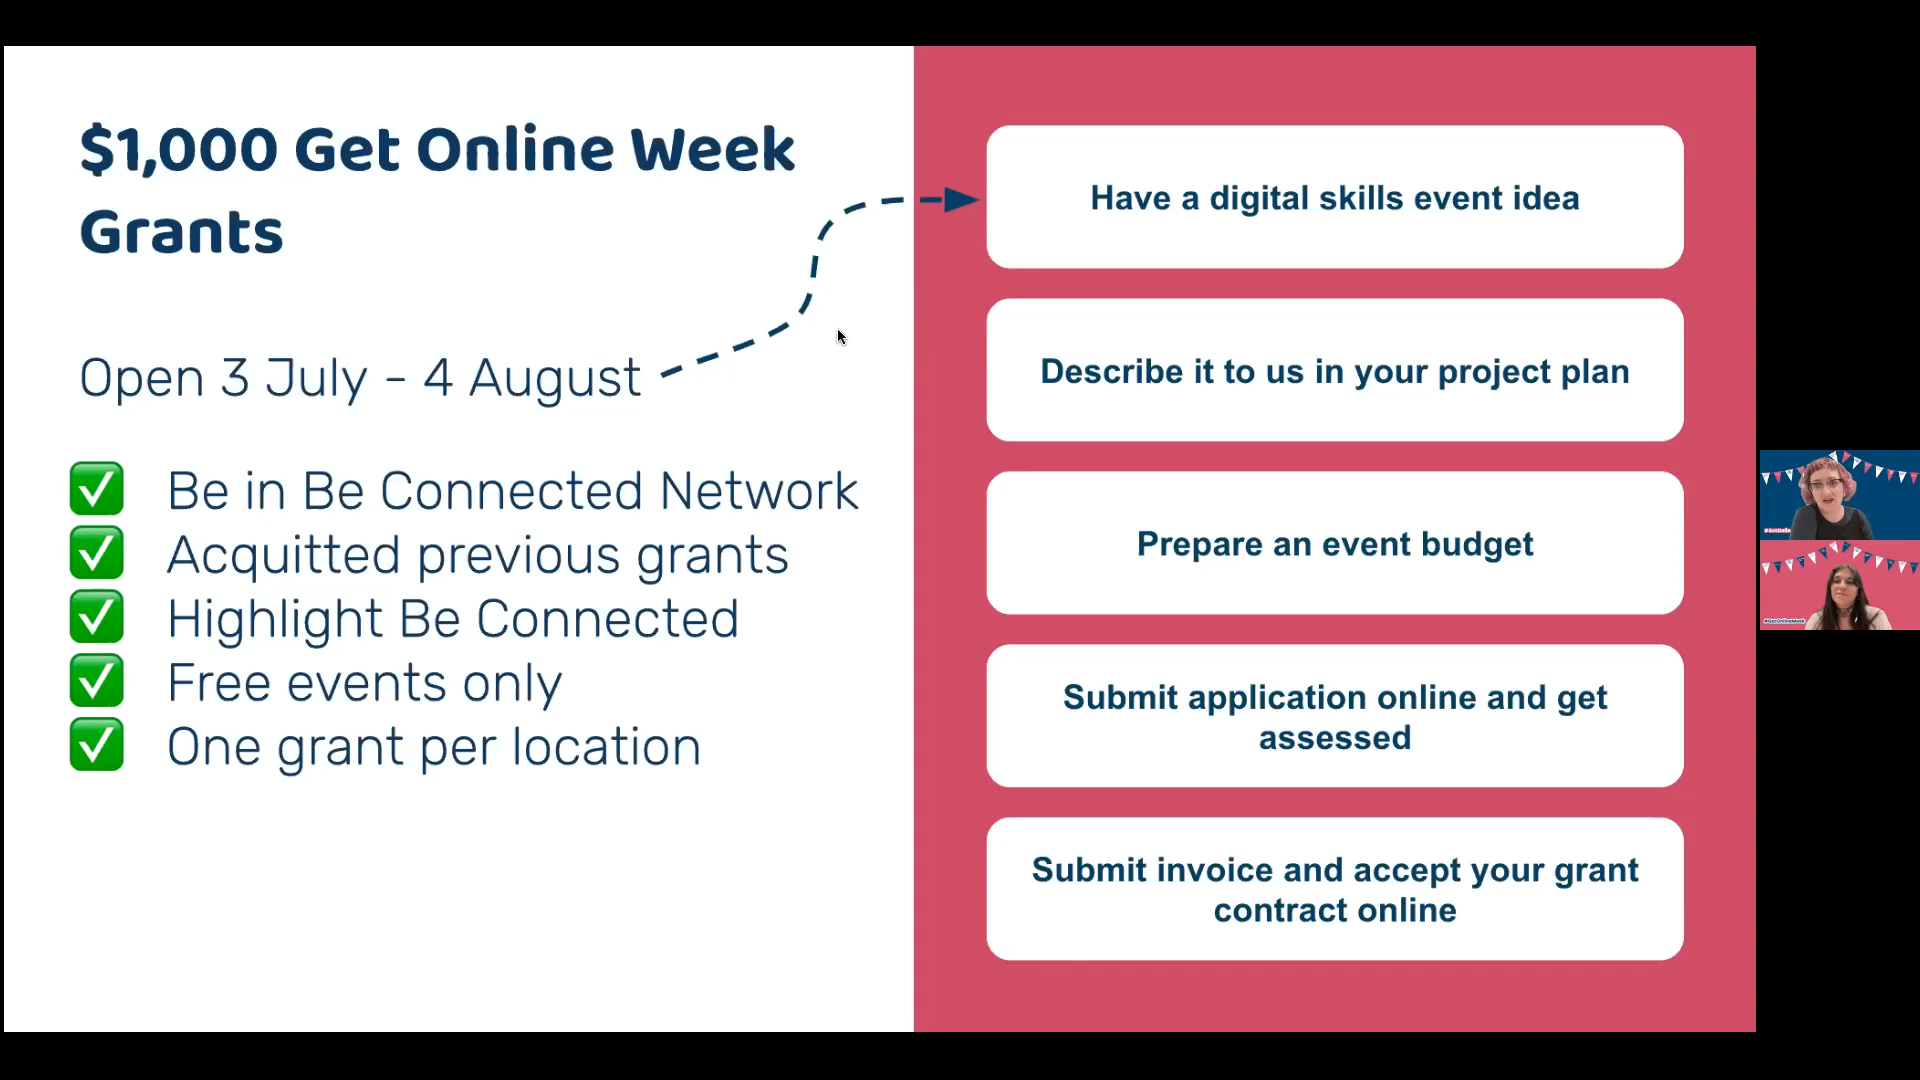 $1,000 Get Online Week
Grants
Open 3 July - 4 August
Be in Be Connected Network
Acquitted previous grants
Highlight Be Connected
Free events only
One grant per location
Have a digital skills event idea
Describe it to us in your project plan
Prepare an event budget
Submit application online and get
assessed
Submit invoice and accept your grant
contract online
#GetOnlineWeek